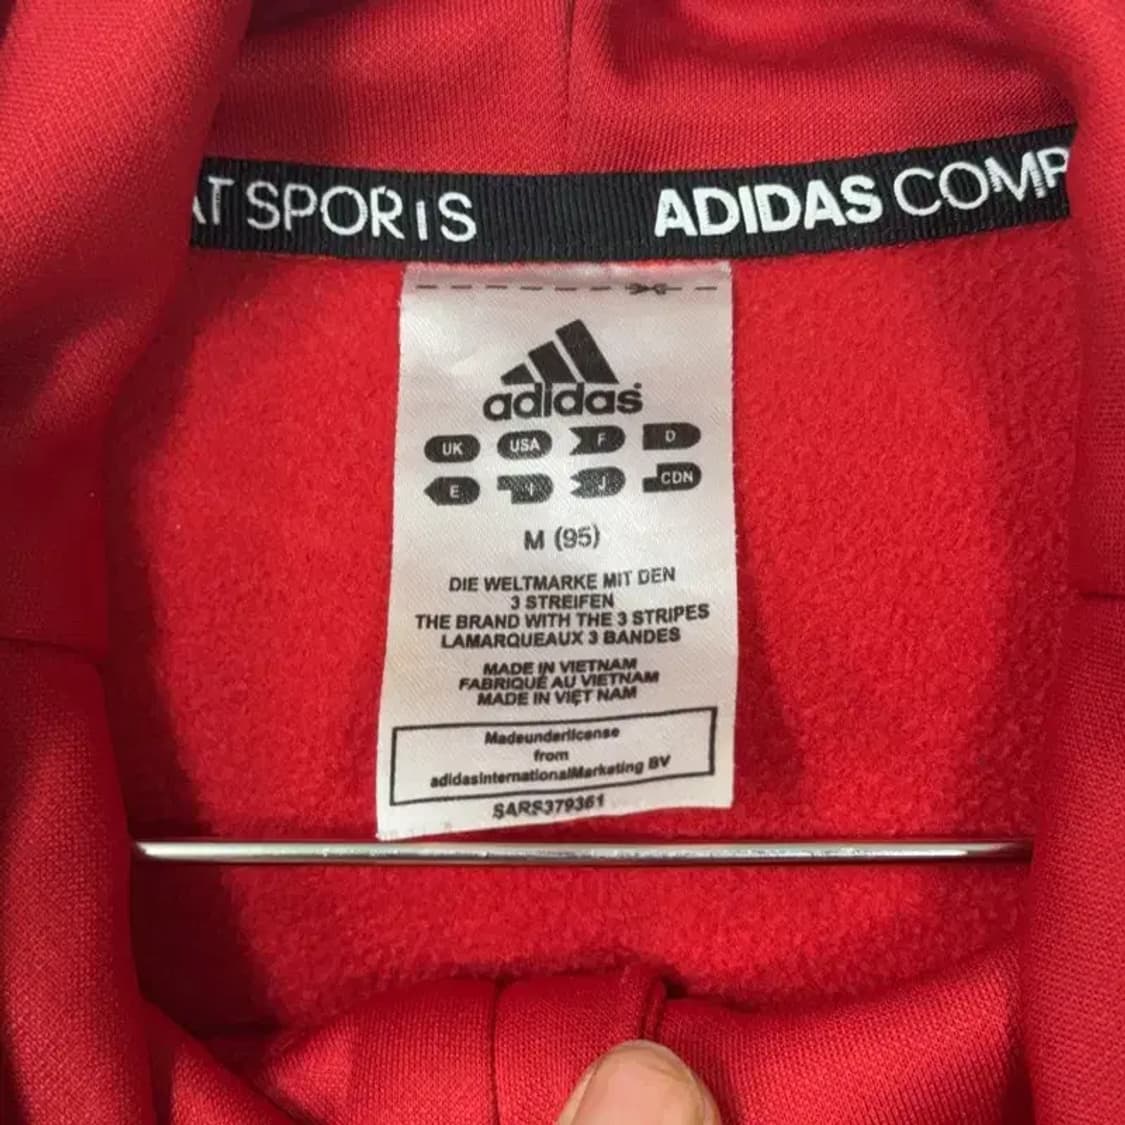 AT SPORTS
ADIDAS COMP
adidas
UK USA F D
E I J CDN
M (95)
DIE WELTMARKE MIT DEN
3 STREIFEN
THE BRAND WITH THE 3 STRIPES
LAMARQUEAUX 3 BANDES
MADE IN VIETNAM
FABRIQUÉ AU VIETNAM
MADE IN VIỆT NAM
Madeunderlicense
from
adidasInternationalMarketing BV
SARS379361